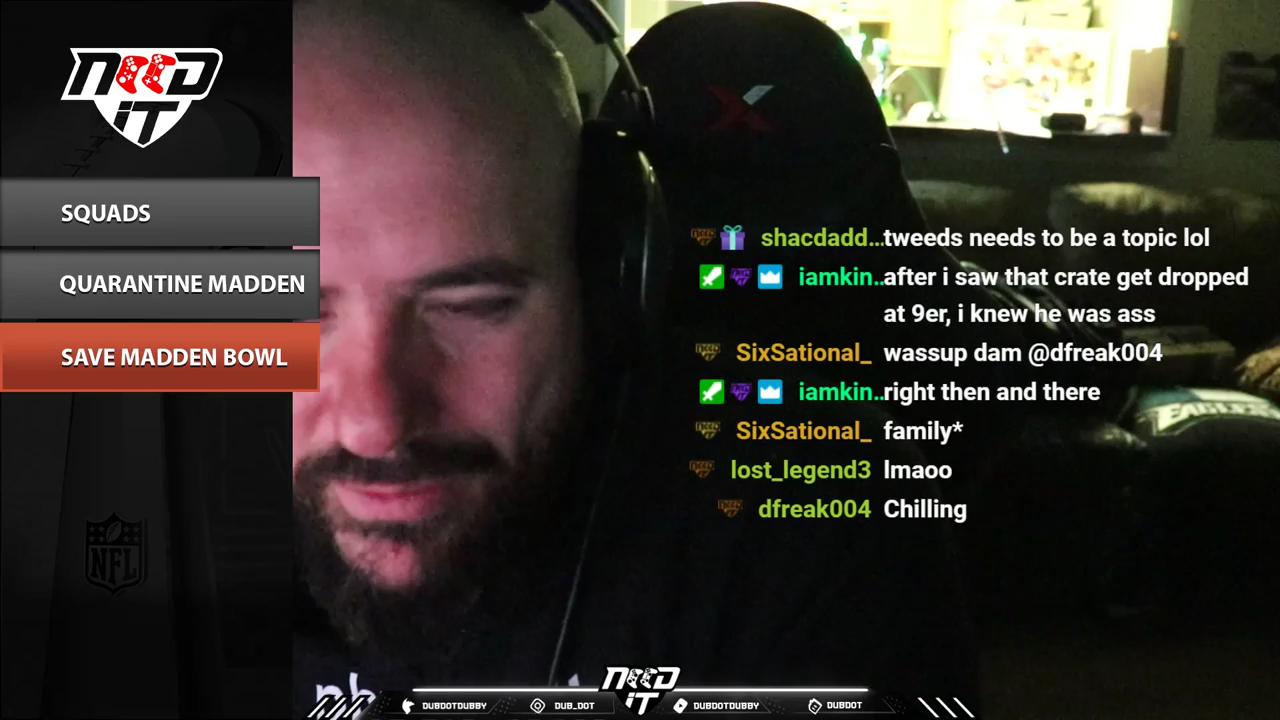 NEED
IT
SQUADS
QUARANTINE MADDEN
SAVE MADDEN BOWL
NFL
shacdadd... tweeds needs to be a topic lol
iamkin.. after i saw that crate get dropped
at 9er, i knew he was ass
SixSational_ wassup dam @dfreak004
iamkin.. right then and there
SixSational_ family*
lost_legend3 lmaoo
dfreak004 Chilling
EAGLES
NEED
IT
DUBDOTDUBBY DUB_DOT DUBDOTDUBBY DUBDOT